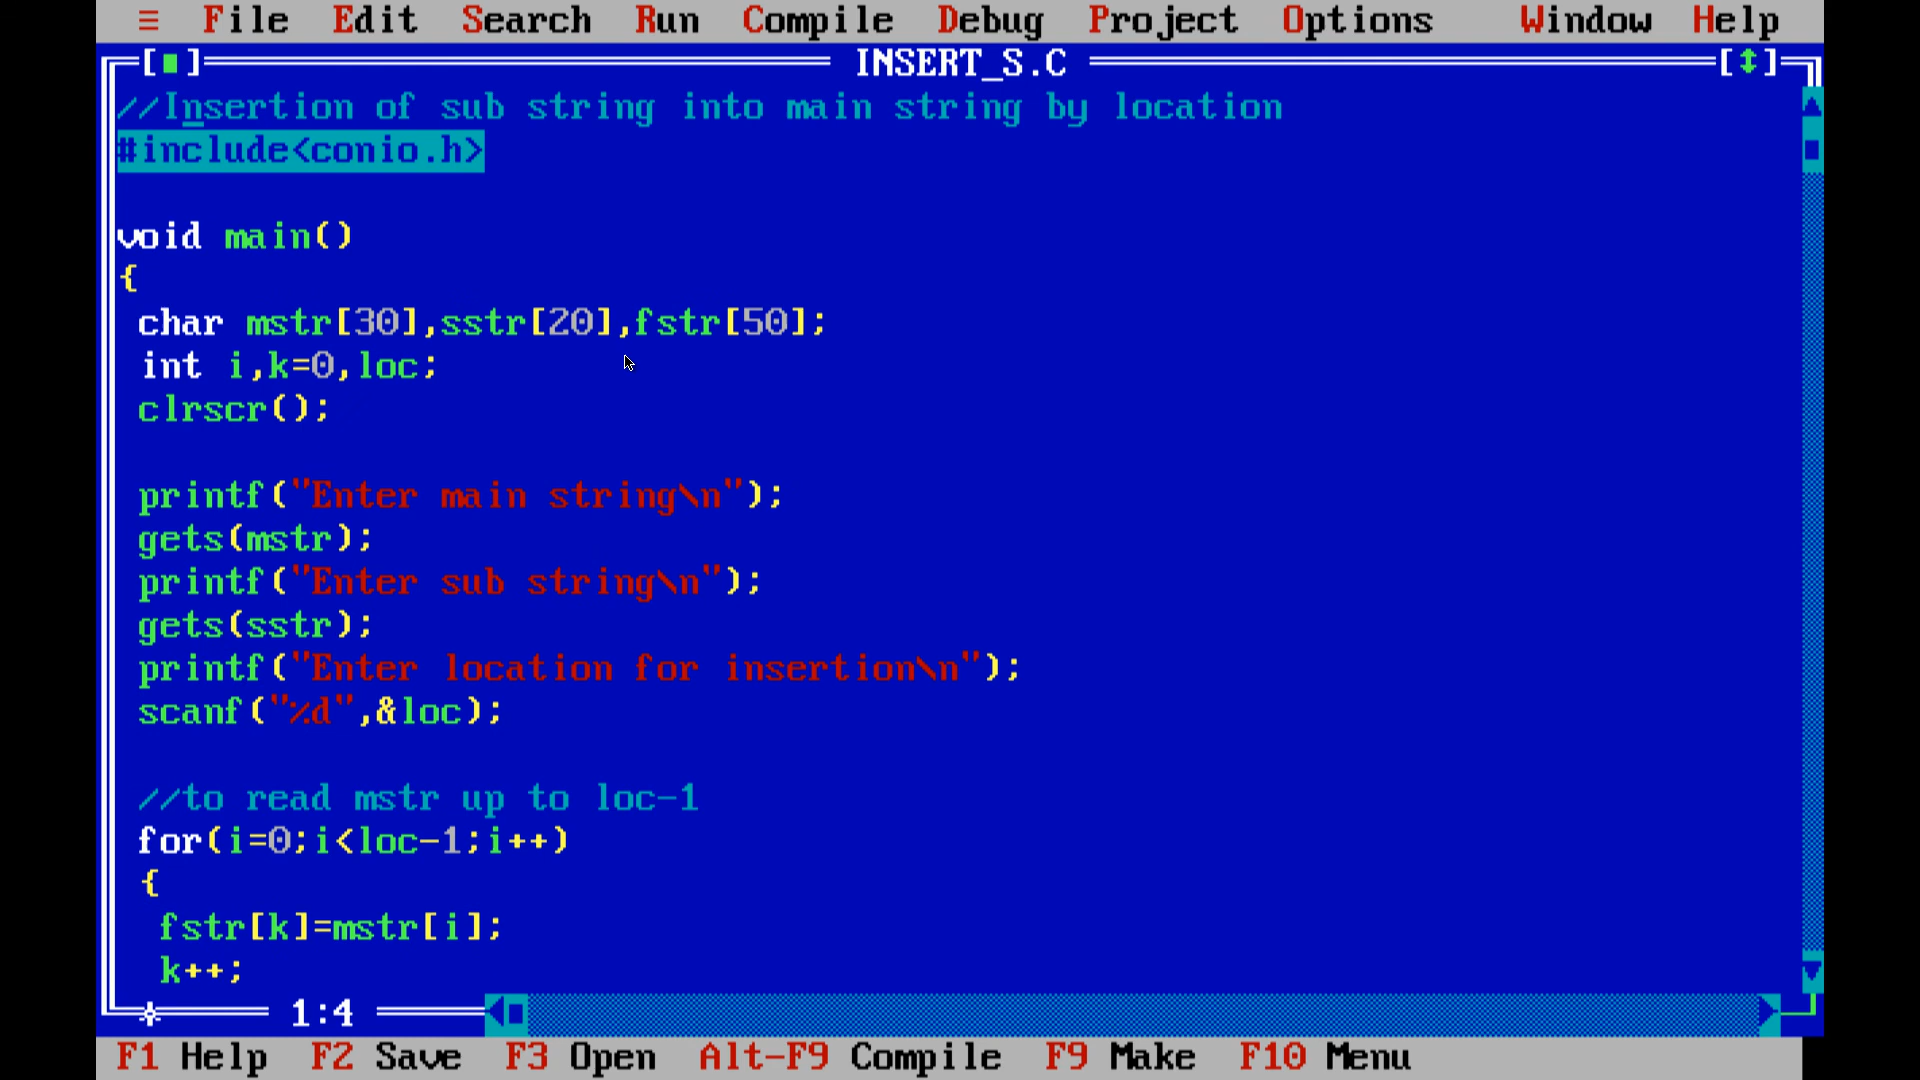 ≡ File Edit Search Run Compile Debug Project Options Window Help
[■] INSERT_S.C [↕]
//Insertion of sub string into main string by location
#include<conio.h>
void main()
{
char mstr[30],sstr[20],fstr[50];
int i,k=0,loc;
clrscr();
printf("Enter main string\n");
gets(mstr);
printf("Enter sub string\n");
gets(sstr);
printf("Enter location for insertion\n");
scanf("%d",&loc);
//to read mstr up to loc-1
for(i=0;i<loc-1;i++)
{
fstr[k]=mstr[i];
k++;
1:4
F1 Help F2 Save F3 Open Alt-F9 Compile F9 Make F10 Menu